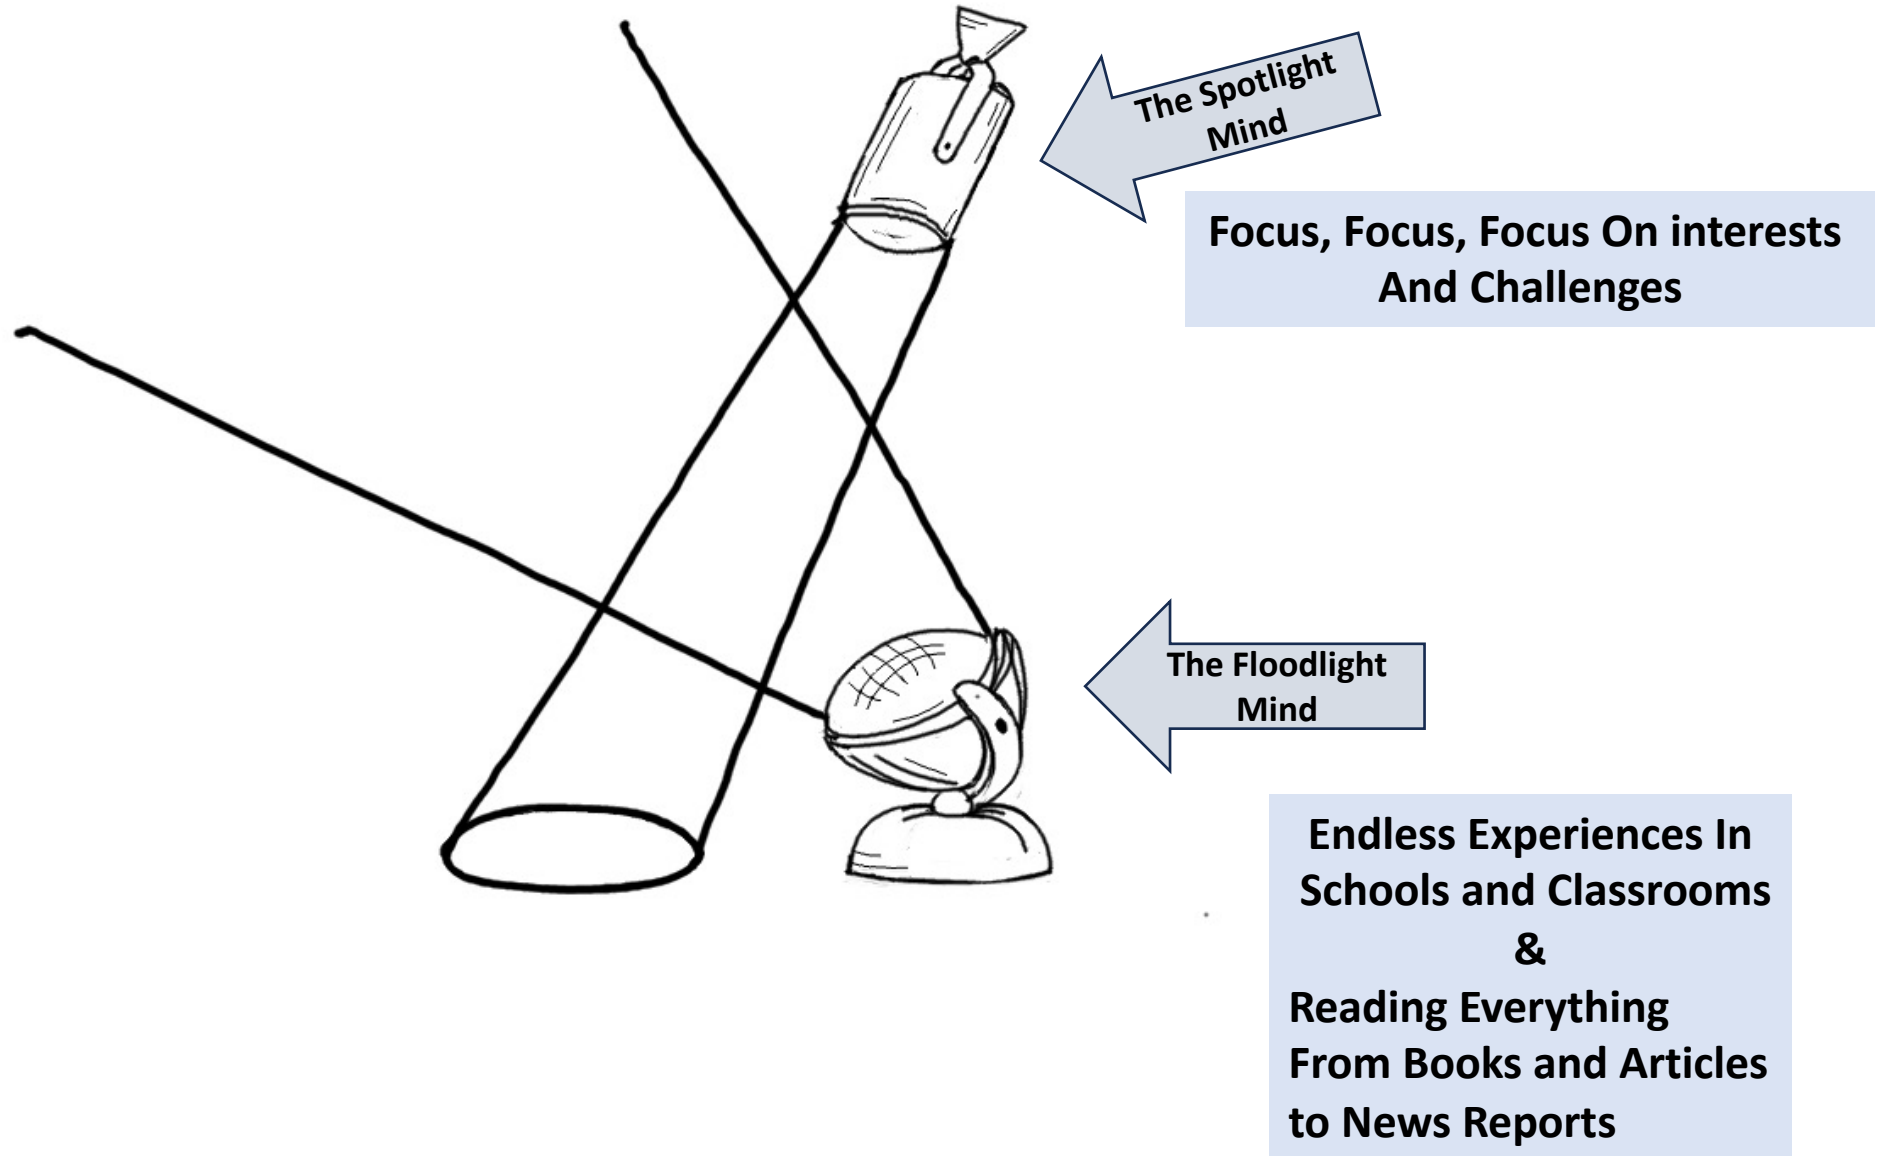 The Spotlight
Mind
Focus, Focus, Focus On interests
And Challenges
The Floodlight
Mind
Endless Experiences In
Schools and Classrooms
&
Reading Everything
From Books and Articles
to News Reports